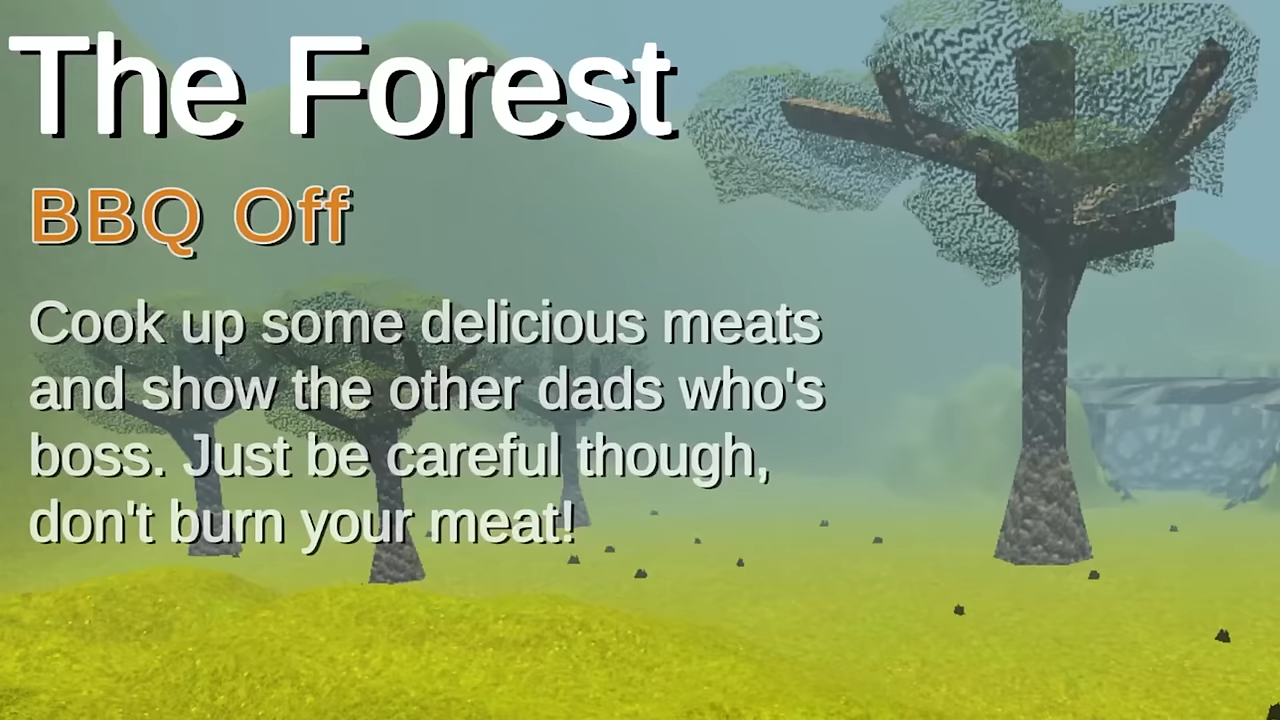 The Forest
BBQ Off
Cook up some delicious meats
and show the other dads who's
boss. Just be careful though,
don't burn your meat!